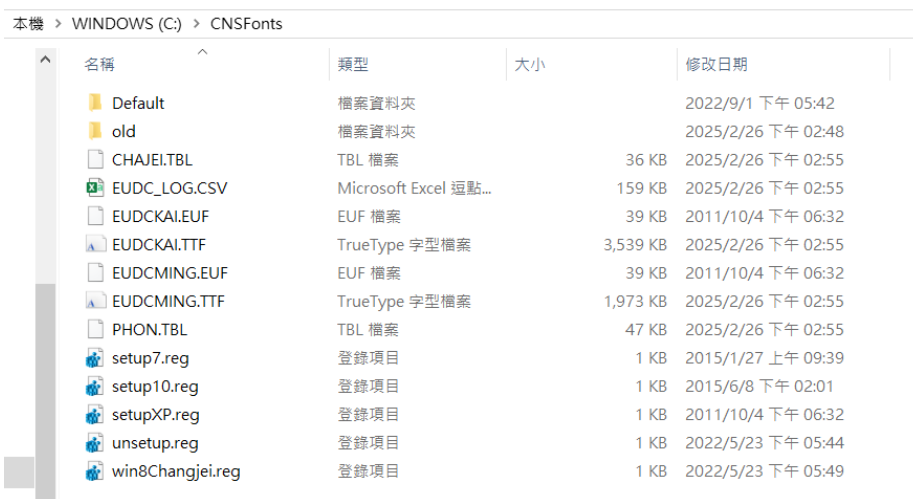 本機 > WINDOWS (C:) > CNSFonts
名稱 類型 大小 修改日期
Default 檔案資料夾 2022/9/1 下午 05:42
old 檔案資料夾 2025/2/26 下午 02:48
CHAJEI.TBL TBL 檔案 36 KB 2025/2/26 下午 02:55
EUDC_LOG.CSV Microsoft Excel 逗點... 159 KB 2025/2/26 下午 02:55
EUDCKAI.EUF EUF 檔案 39 KB 2011/10/4 下午 06:32
EUDCKAI.TTF TrueType 字型檔案 3,539 KB 2025/2/26 下午 02:55
EUDCMING.EUF EUF 檔案 39 KB 2011/10/4 下午 06:32
EUDCMING.TTF TrueType 字型檔案 1,973 KB 2025/2/26 下午 02:55
PHON.TBL TBL 檔案 47 KB 2025/2/26 下午 02:55
setup7.reg 登錄項目 1 KB 2015/1/27 上午 09:39
setup10.reg 登錄項目 1 KB 2015/6/8 下午 02:01
setupXP.reg 登錄項目 1 KB 2011/10/4 下午 06:32
unsetup.reg 登錄項目 1 KB 2022/5/23 下午 05:44
win8Changjei.reg 登錄項目 1 KB 2022/5/23 下午 05:49